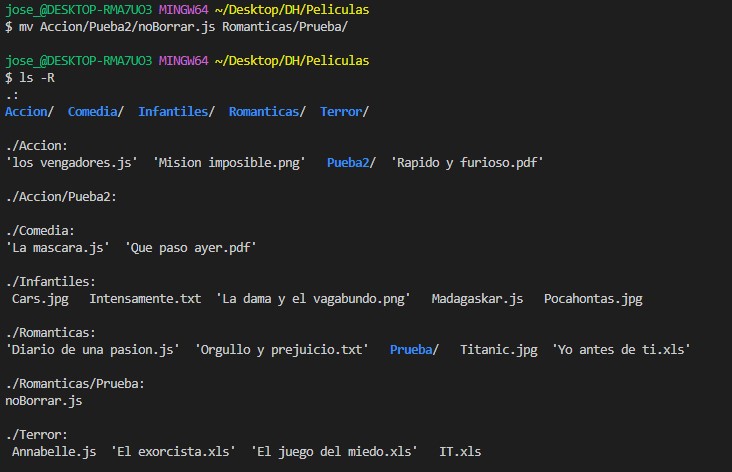 jose_@DESKTOP-RMA7UO3 MINGW64 ~/Desktop/DH/Peliculas
$ mv Accion/Pueba2/noBorrar.js Romanticas/Prueba/
jose_@DESKTOP-RMA7UO3 MINGW64 ~/Desktop/DH/Peliculas
$ ls -R
.:
Accion/  Comedia/  Infantiles/  Romanticas/  Terror/
./Accion:
'los vengadores.js'  'Mision imposible.png'   Pueba2/  'Rapido y furioso.pdf'
./Accion/Pueba2:
./Comedia:
'La mascara.js'  'Que paso ayer.pdf'
./Infantiles:
 Cars.jpg   Intensamente.txt  'La dama y el vagabundo.png'   Madagaskar.js   Pocahontas.jpg
./Romanticas:
'Diario de una pasion.js'  'Orgullo y prejuicio.txt'   Prueba/   Titanic.jpg  'Yo antes de ti.xls'
./Romanticas/Prueba:
noBorrar.js
./Terror:
 Annabelle.js  'El exorcista.xls'  'El juego del miedo.xls'   IT.xls